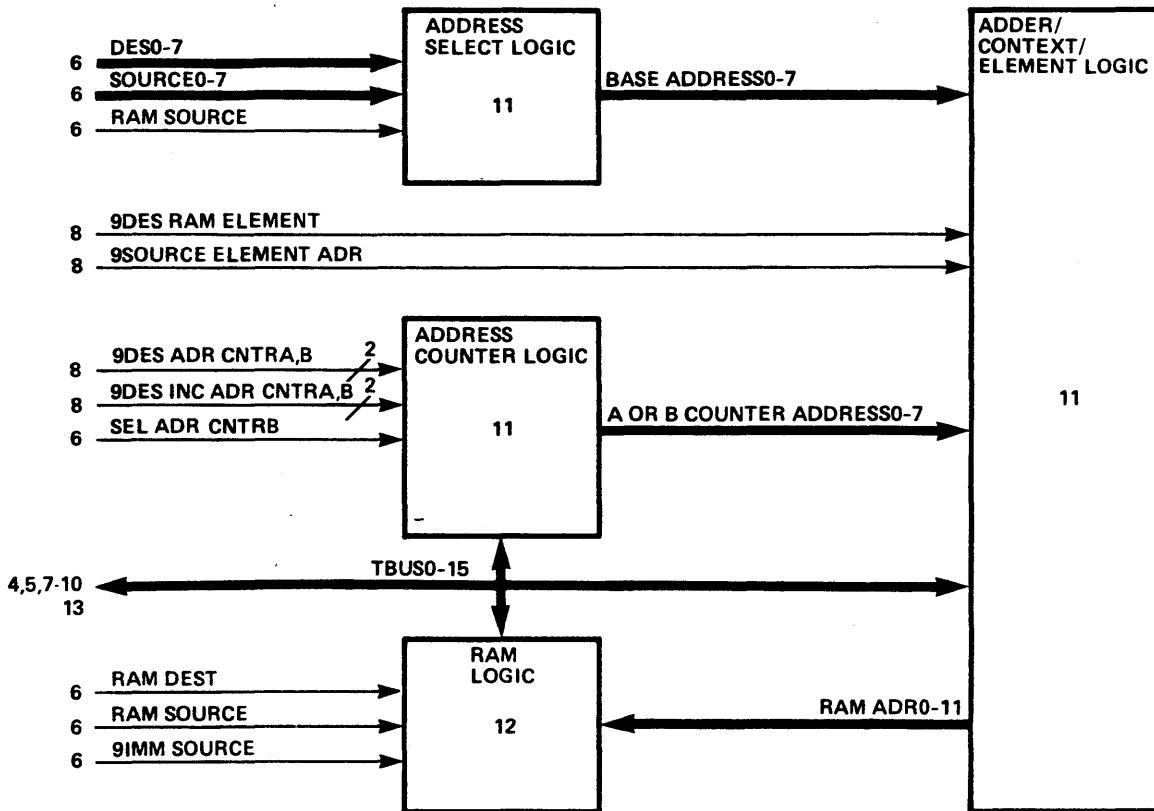 ADDRESS
SELECT LOGIC
11
6 DES0-7
6 SOURCE0-7
6 RAM SOURCE
BASE ADDRESS0-7
ADDER/
CONTEXT/
ELEMENT LOGIC
11
8 9DES RAM ELEMENT
8 9SOURCE ELEMENT ADR
ADDRESS
COUNTER LOGIC
11
8 9DES ADR CNTRA,B 2
8 9DES INC ADR CNTRA,B 2
6 SEL ADR CNTRB
A OR B COUNTER ADDRESS0-7
4,5,7-10
13
TBUS0-15
RAM
LOGIC
12
6 RAM DEST
6 RAM SOURCE
6 9IMM SOURCE
RAM ADR0-11